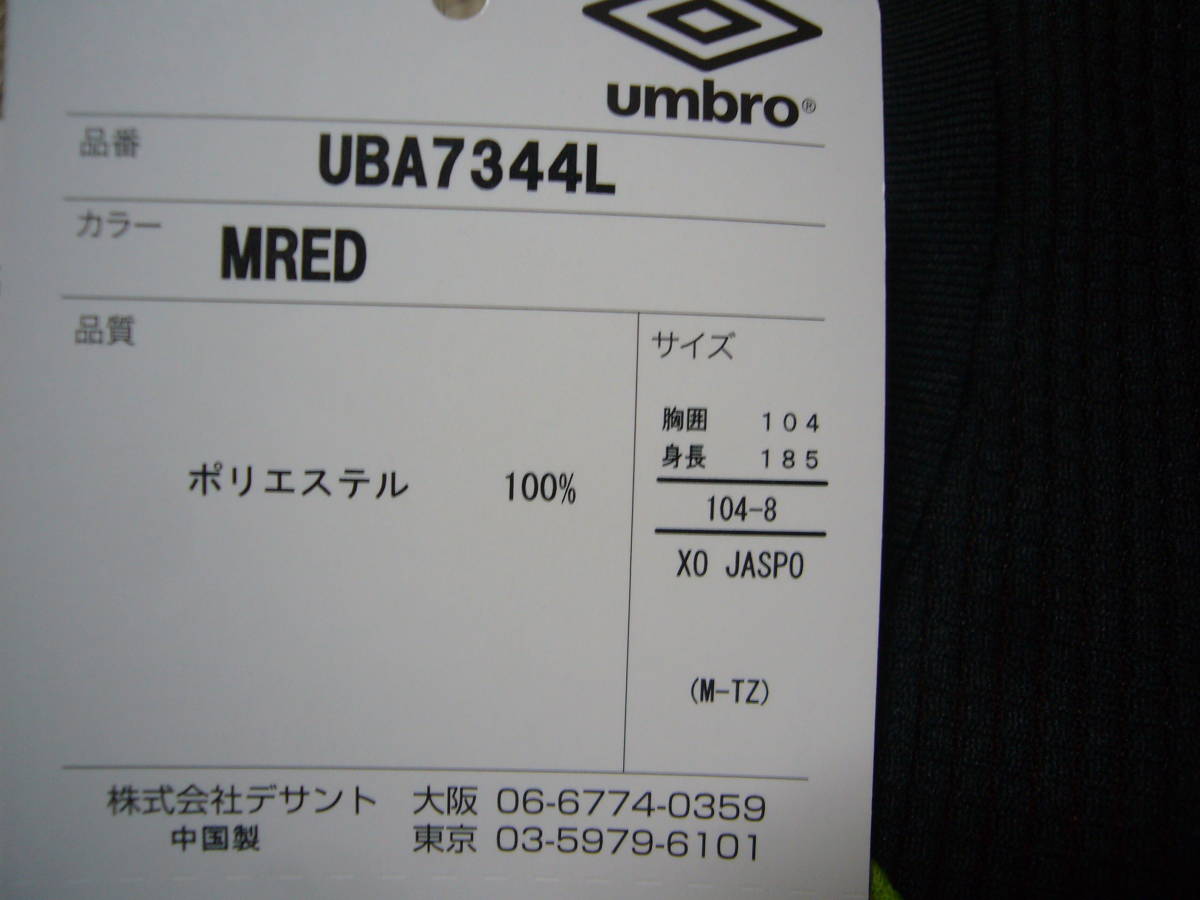 umbro®
品番 UBA7344L
カラー MRED
品質
サイズ
胸囲 104
身長 185
ポリエステル 100%
104-8
XO JASPO
(M-TZ)
株式会社デサント 大阪 06-6774-0359
中国製 東京 03-5979-6101